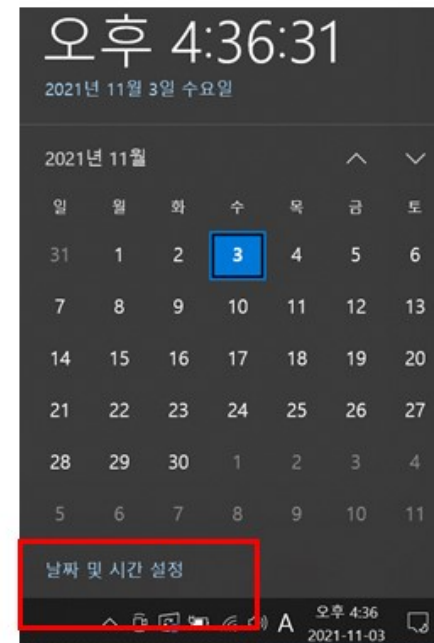 오후 4:36:31
2021년 11월 3일 수요일
2021년 11월
일 월 화 수 목 금 토
31 1 2 3 4 5 6
7 8 9 10 11 12 13
14 15 16 17 18 19 20
21 22 23 24 25 26 27
28 29 30 1 2 3 4
5 6 7 8 9 10 11
날짜 및 시간 설정
A 오후 4:36
2021-11-03